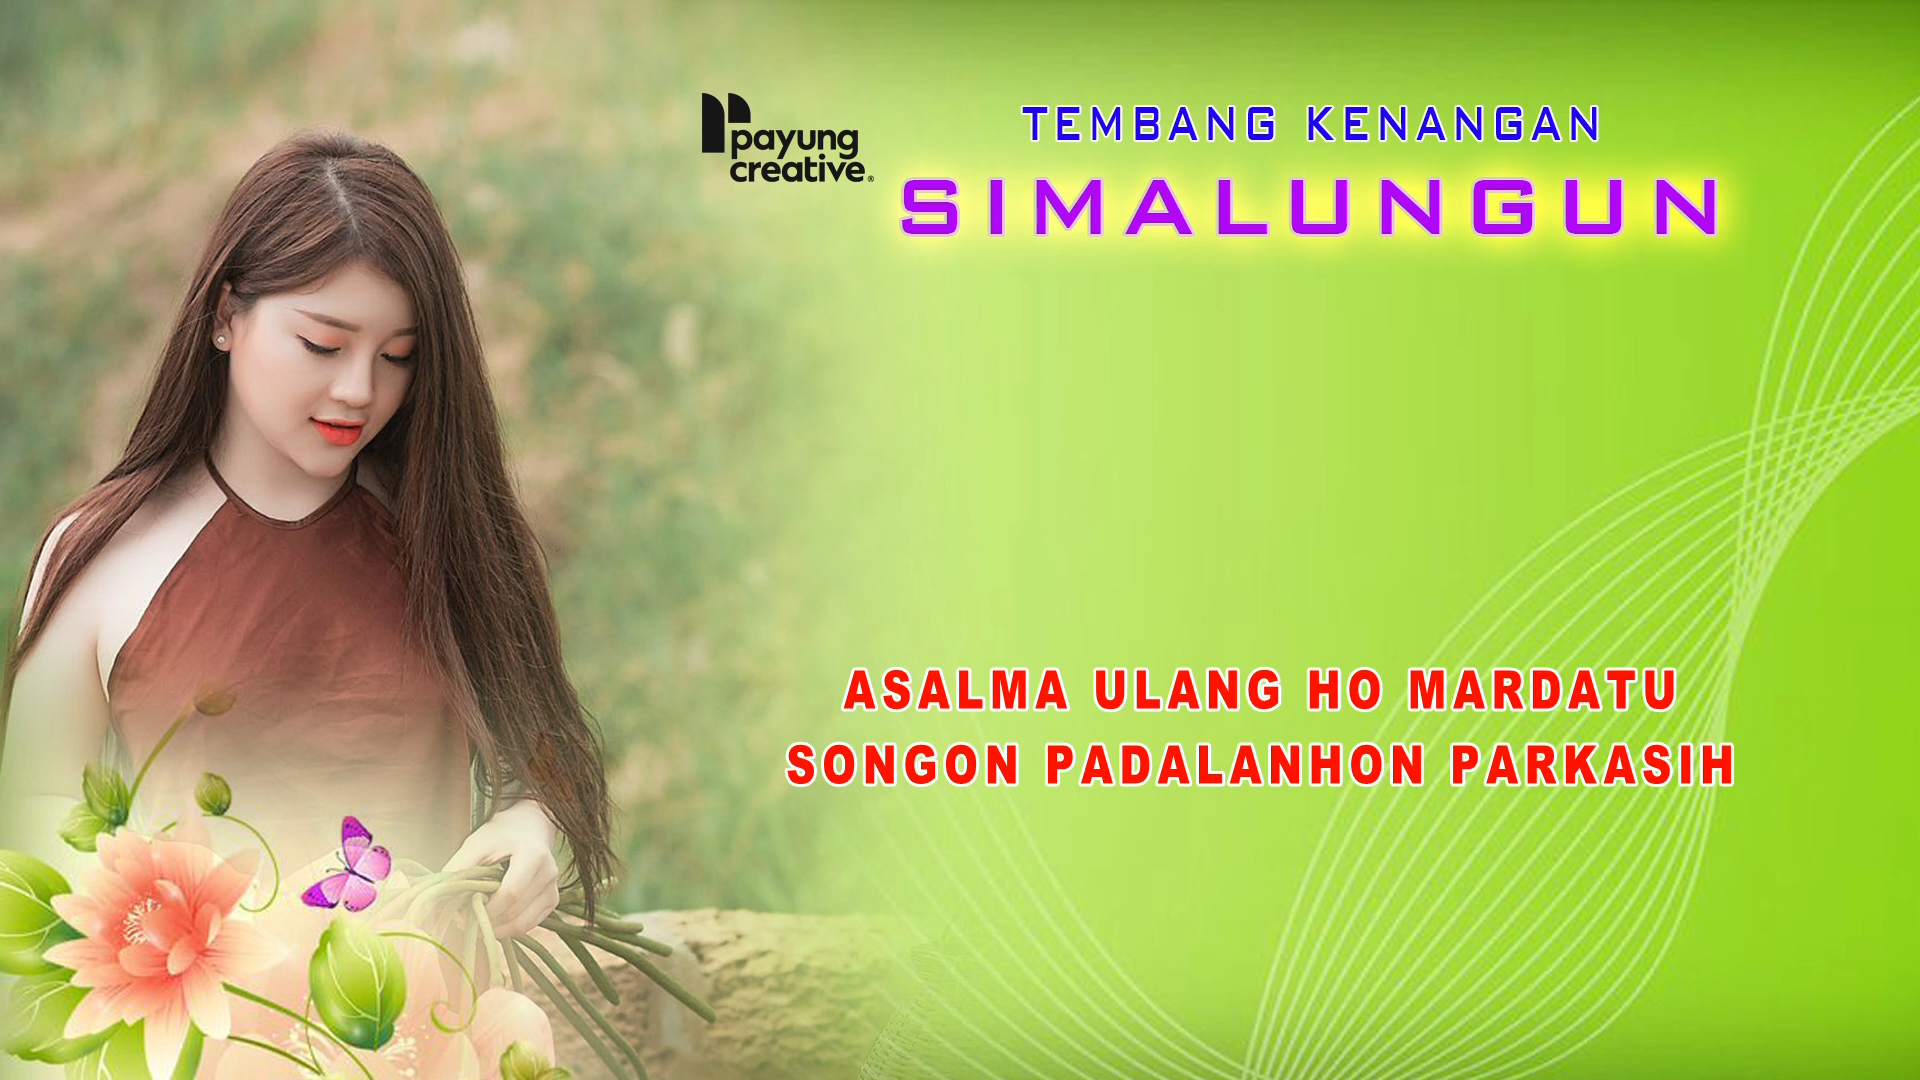 payung
creative®
TEMBANG KENANGAN
SIMALUNGUN
ASALMA ULANG HO MARDATU
SONGON PADALANHON PARKASIH